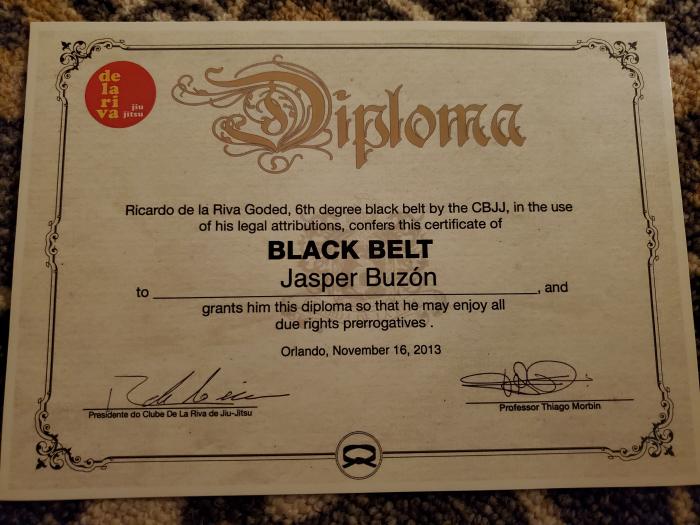 de
la
ri
va jiu
jitsu
Diploma
Ricardo de la Riva Goded, 6th degree black belt by the CBJJ, in the use
of his legal attributions, confers this certificate of
BLACK BELT
Jasper Buzón
to , and
grants him this diploma so that he may enjoy all
due rights prerrogatives .
Orlando, November 16, 2013
Presidente do Clube De La Riva de Jiu-Jitsu
Professor Thiago Morbin